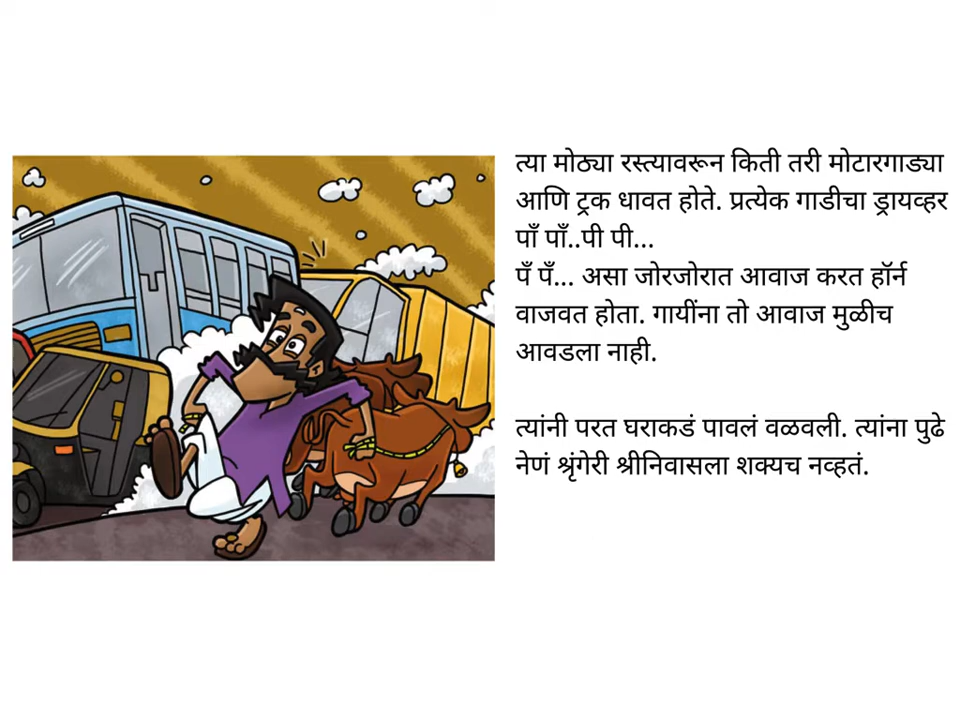 त्या मोठ्या रस्त्यावरून किती तरी मोटारगाड्या
आणि ट्रक धावत होते. प्रत्येक गाडीचा ड्रायव्हर
पाँ पाँ..पी पी...
पँ पँ... असा जोरजोरात आवाज करत हॉर्न
वाजवत होता. गायींना तो आवाज मुळीच
आवडला नाही.
त्यांनी परत घराकडं पावलं वळवली. त्यांना पुढे
नेणं श्रृंगेरी श्रीनिवासला शक्यच नव्हतं.